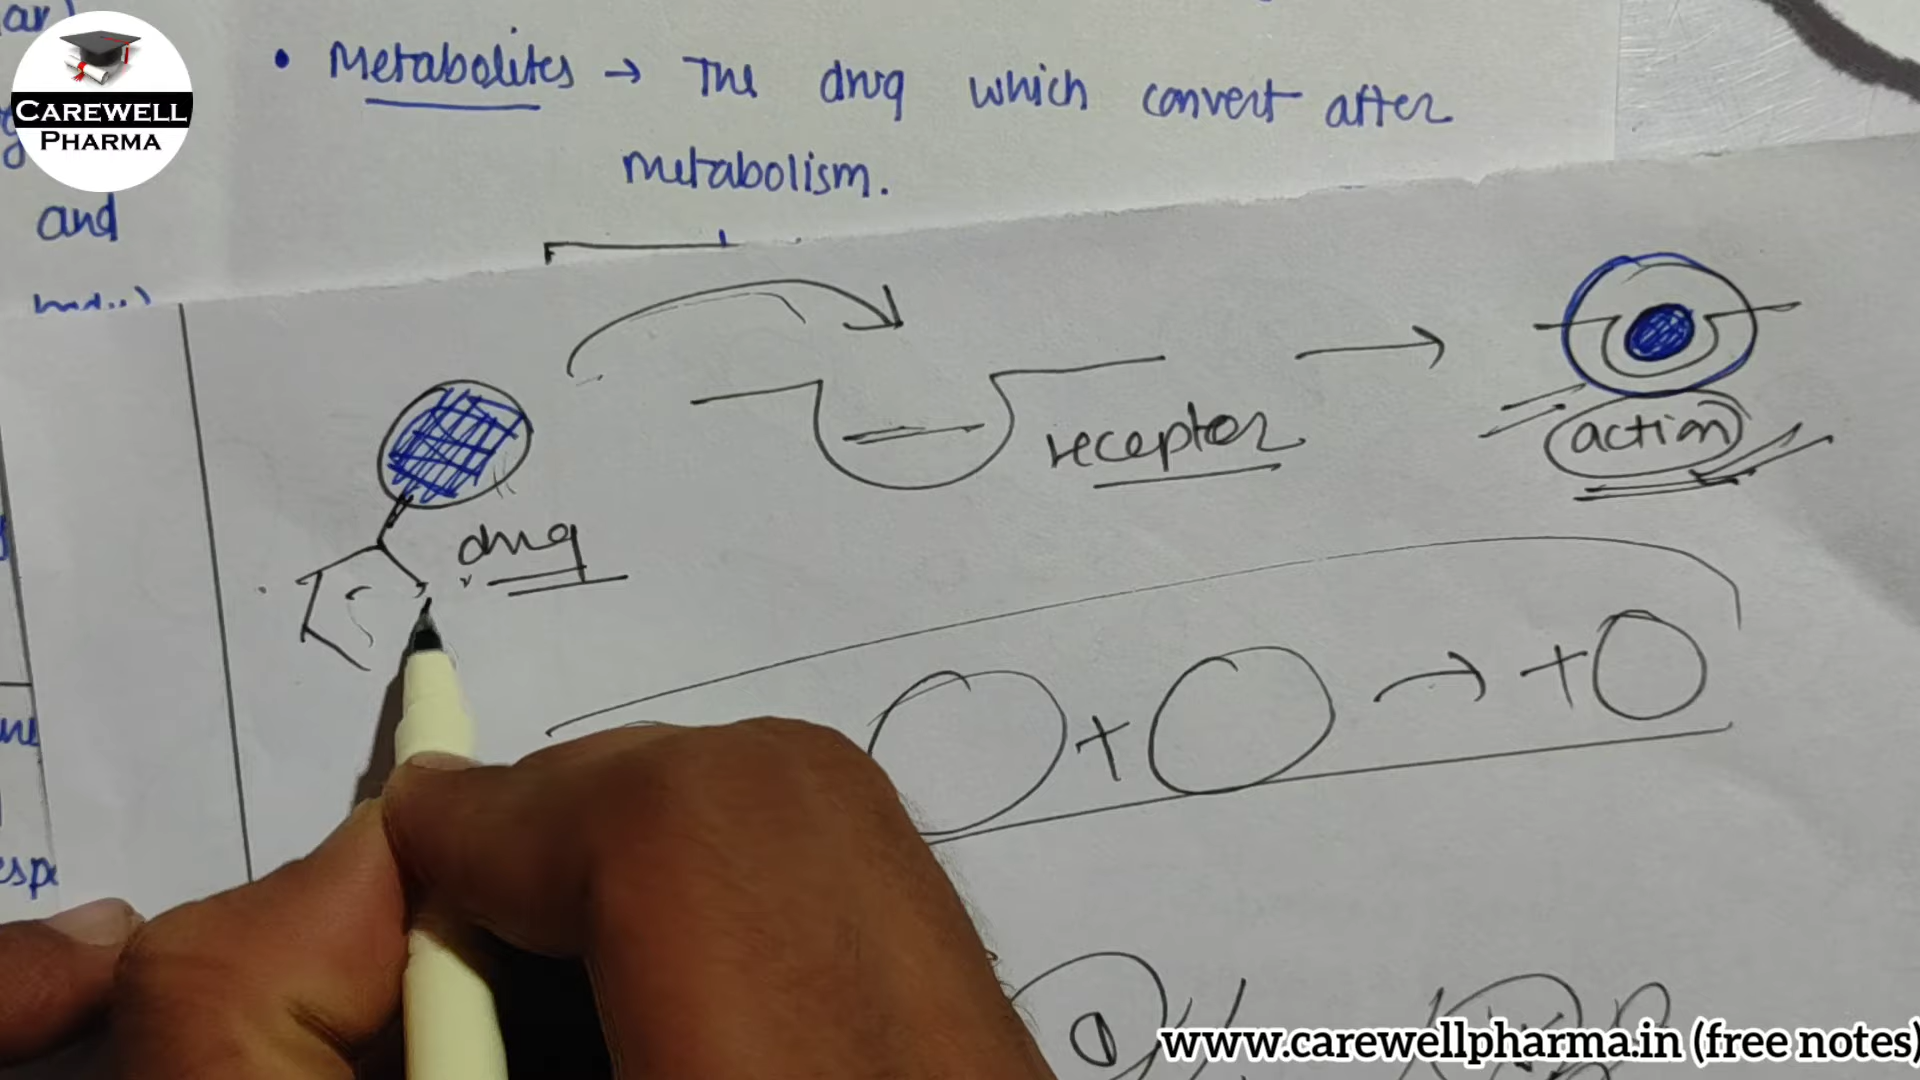 CAREWELL
PHARMA
and
• Metabolites → The drug which convert after
metabolism.
receptor
action
drug
+ → +
www.carewellpharma.in (free notes)